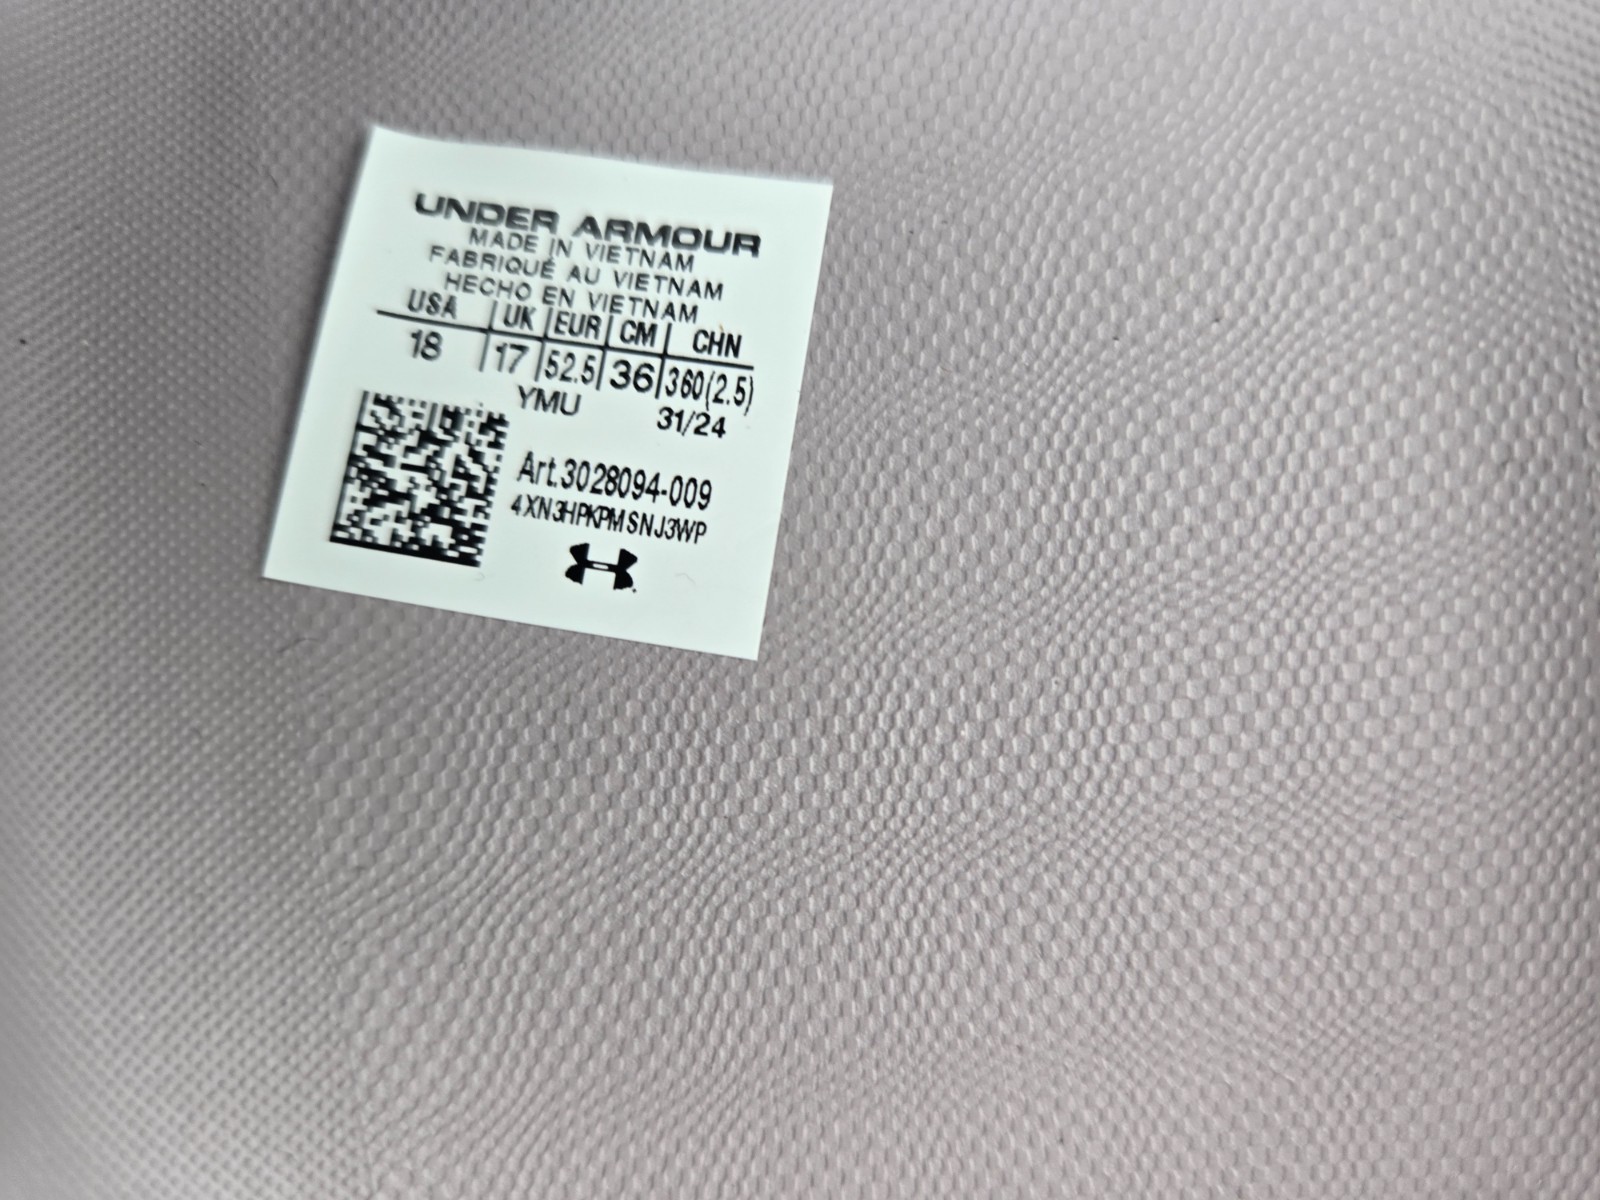 UNDER ARMOUR
MADE IN VIETNAM
FABRIQUÉ AU VIETNAM
HECHO EN VIETNAM
USA UK EUR CM CHN
18 17 52.5 36 360(2.5)
YMU 31/24
Art.3028094-009
4XN3HPKPMSNJ3WP